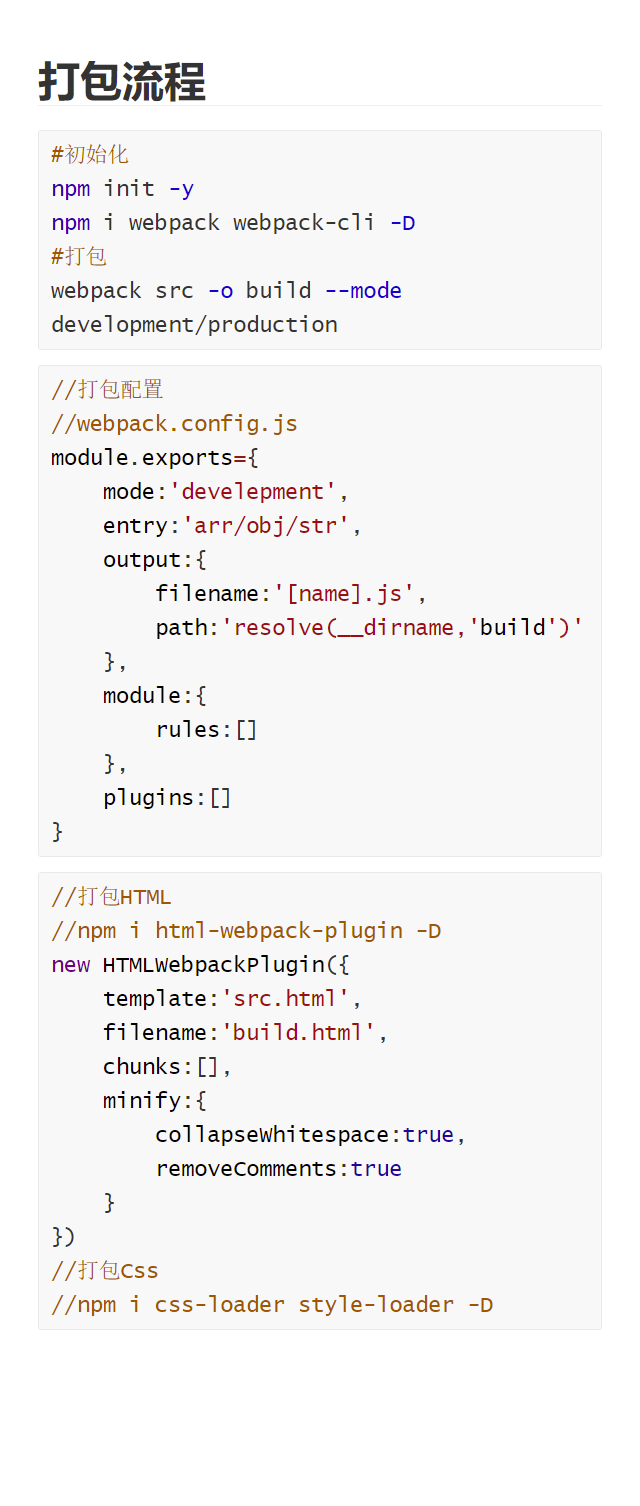 打包流程
#初始化
npm init -y
npm i webpack webpack-cli -D
#打包
webpack src -o build --mode
development/production
//打包配置
//webpack.config.js
module.exports={
    mode:'develepment',
    entry:'arr/obj/str',
    output:{
        filename:'[name].js',
        path:'resolve(__dirname,'build')'
    },
    module:{
        rules:[]
    },
    plugins:[]
}
//打包HTML
//npm i html-webpack-plugin -D
new HTMLWebpackPlugin({
    template:'src.html',
    filename:'build.html',
    chunks:[],
    minify:{
        collapseWhitespace:true,
        removeComments:true
    }
})
//打包Css
//npm i css-loader style-loader -D